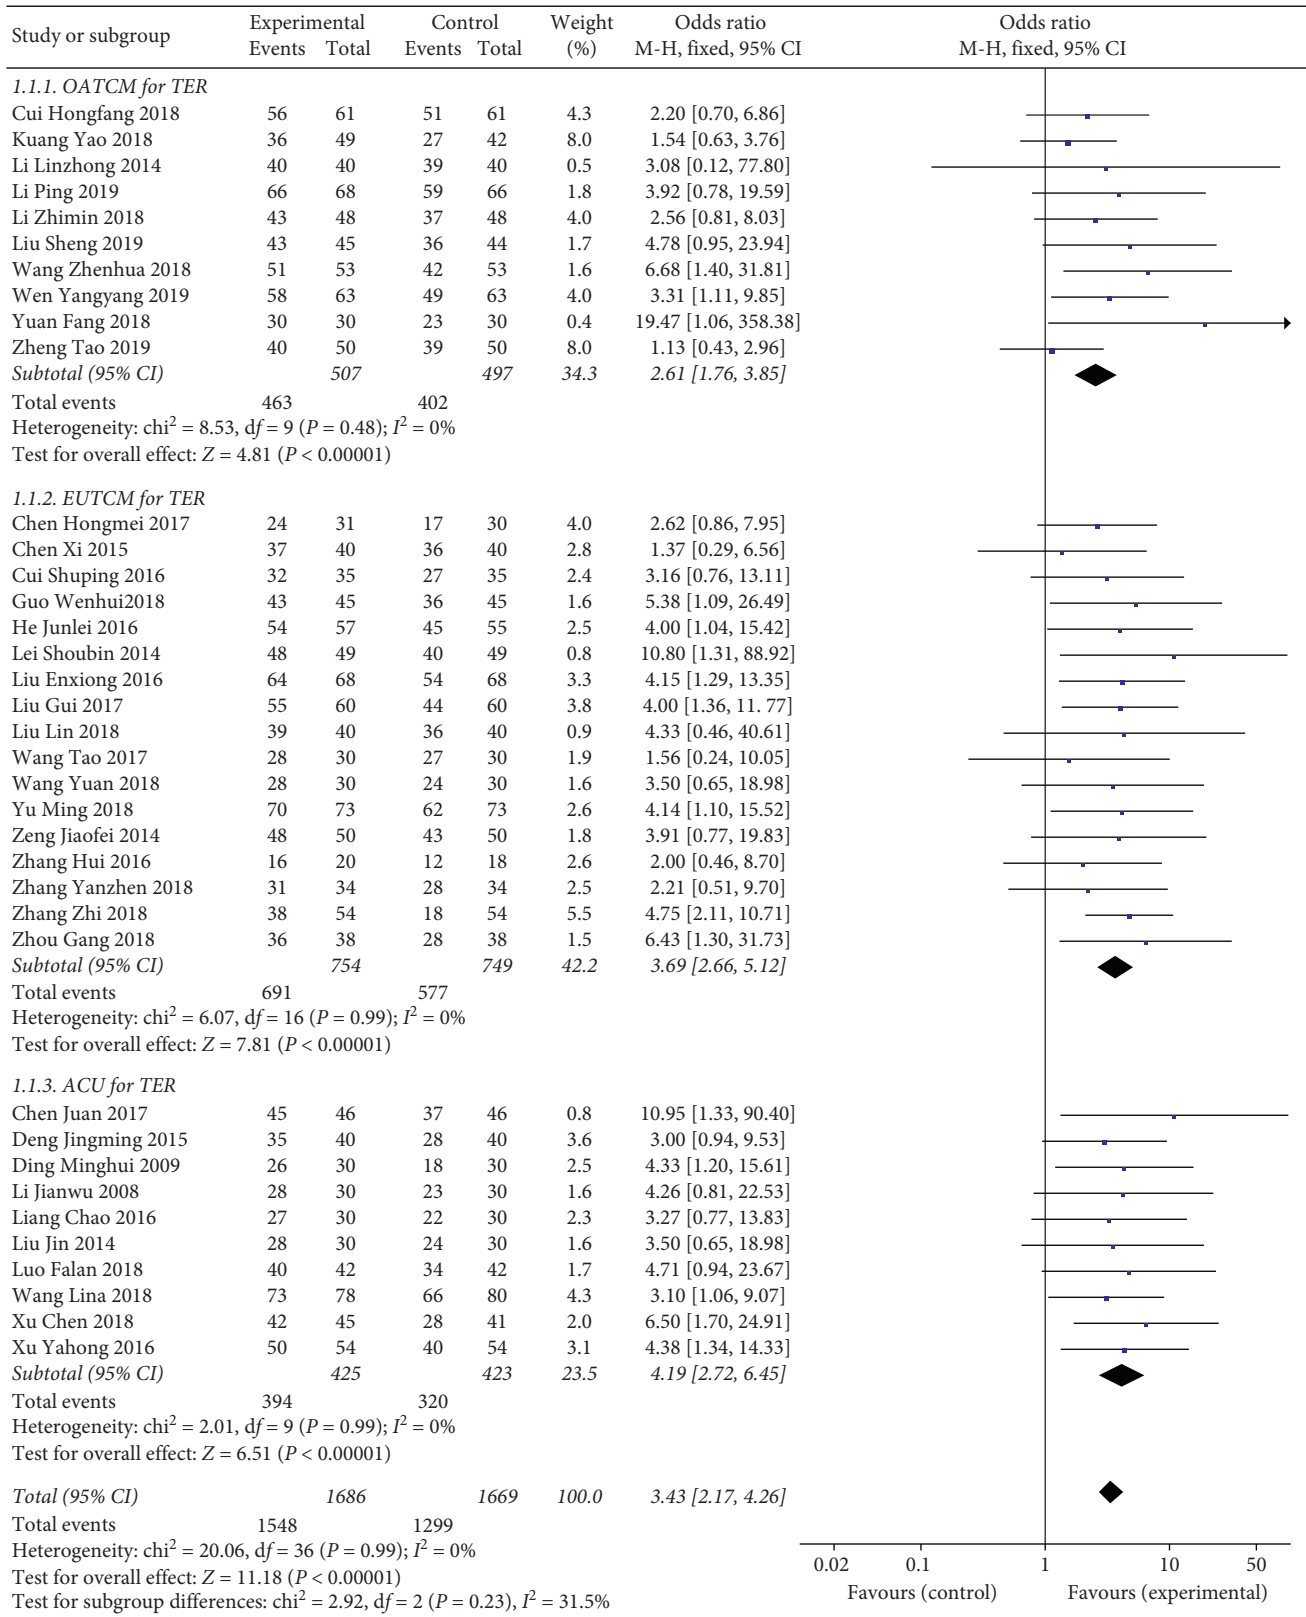 Study or subgroup Experimental Control Weight Odds ratio Odds ratio
Events Total Events Total (%) M-H, fixed, 95% CI M-H, fixed, 95% CI
1.1.1. OATCM for TER
Cui Hongfang 2018 56 61 51 61 4.3 2.20 [0.70, 6.86]
Kuang Yao 2018 36 49 27 42 8.0 1.54 [0.63, 3.76]
Li Linzhong 2014 40 40 39 40 0.5 3.08 [0.12, 77.80]
Li Ping 2019 66 68 59 66 1.8 3.92 [0.78, 19.59]
Li Zhimin 2018 43 48 37 48 4.0 2.56 [0.81, 8.03]
Liu Sheng 2019 43 45 36 44 1.7 4.78 [0.95, 23.94]
Wang Zhenhua 2018 51 53 42 53 1.6 6.68 [1.40, 31.81]
Wen Yangyang 2019 58 63 49 63 4.0 3.31 [1.11, 9.85]
Yuan Fang 2018 30 30 23 30 0.4 19.47 [1.06, 358.38]
Zheng Tao 2019 40 50 39 50 8.0 1.13 [0.43, 2.96]
Subtotal (95% CI) 507 497 34.3 2.61 [1.76, 3.85]
Total events 463 402
Heterogeneity: chi² = 8.53, df = 9 (P = 0.48); I² = 0%
Test for overall effect: Z = 4.81 (P < 0.00001)
1.1.2. EUTCM for TER
Chen Hongmei 2017 24 31 17 30 4.0 2.62 [0.86, 7.95]
Chen Xi 2015 37 40 36 40 2.8 1.37 [0.29, 6.56]
Cui Shuping 2016 32 35 27 35 2.4 3.16 [0.76, 13.11]
Guo Wenhui2018 43 45 36 45 1.6 5.38 [1.09, 26.49]
He Junlei 2016 54 57 45 55 2.5 4.00 [1.04, 15.42]
Lei Shoubin 2014 48 49 40 49 0.8 10.80 [1.31, 88.92]
Liu Enxiong 2016 64 68 54 68 3.3 4.15 [1.29, 13.35]
Liu Gui 2017 55 60 44 60 3.8 4.00 [1.36, 11. 77]
Liu Lin 2018 39 40 36 40 0.9 4.33 [0.46, 40.61]
Wang Tao 2017 28 30 27 30 1.9 1.56 [0.24, 10.05]
Wang Yuan 2018 28 30 24 30 1.6 3.50 [0.65, 18.98]
Yu Ming 2018 70 73 62 73 2.6 4.14 [1.10, 15.52]
Zeng Jiaofei 2014 48 50 43 50 1.8 3.91 [0.77, 19.83]
Zhang Hui 2016 16 20 12 18 2.6 2.00 [0.46, 8.70]
Zhang Yanzhen 2018 31 34 28 34 2.5 2.21 [0.51, 9.70]
Zhang Zhi 2018 38 54 18 54 5.5 4.75 [2.11, 10.71]
Zhou Gang 2018 36 38 28 38 1.5 6.43 [1.30, 31.73]
Subtotal (95% CI) 754 749 42.2 3.69 [2.66, 5.12]
Total events 691 577
Heterogeneity: chi² = 6.07, df = 16 (P = 0.99); I² = 0%
Test for overall effect: Z = 7.81 (P < 0.00001)
1.1.3. ACU for TER
Chen Juan 2017 45 46 37 46 0.8 10.95 [1.33, 90.40]
Deng Jingming 2015 35 40 28 40 3.6 3.00 [0.94, 9.53]
Ding Minghui 2009 26 30 18 30 2.5 4.33 [1.20, 15.61]
Li Jianwu 2008 28 30 23 30 1.6 4.26 [0.81, 22.53]
Liang Chao 2016 27 30 22 30 2.3 3.27 [0.77, 13.83]
Liu Jin 2014 28 30 24 30 1.6 3.50 [0.65, 18.98]
Luo Falan 2018 40 42 34 42 1.7 4.71 [0.94, 23.67]
Wang Lina 2018 73 78 66 80 4.3 3.10 [1.06, 9.07]
Xu Chen 2018 42 45 28 41 2.0 6.50 [1.70, 24.91]
Xu Yahong 2016 50 54 40 54 3.1 4.38 [1.34, 14.33]
Subtotal (95% CI) 425 423 23.5 4.19 [2.72, 6.45]
Total events 394 320
Heterogeneity: chi² = 2.01, df = 9 (P = 0.99); I² = 0%
Test for overall effect: Z = 6.51 (P < 0.00001)
Total (95% CI) 1686 1669 100.0 3.43 [2.17, 4.26]
Total events 1548 1299
Heterogeneity: chi² = 20.06, df = 36 (P = 0.99); I² = 0%
Test for overall effect: Z = 11.18 (P < 0.00001)
Test for subgroup differences: chi² = 2.92, df = 2 (P = 0.23), I² = 31.5%
0.02 0.1 1 10 50
Favours (control) Favours (experimental)